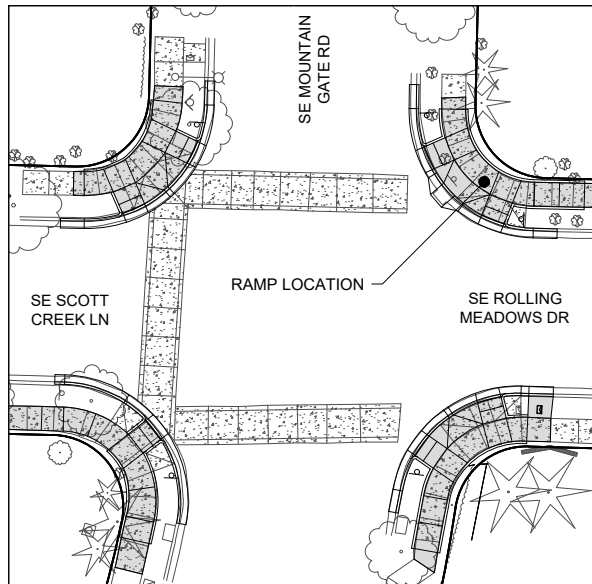 SE MOUNTAIN
GATE RD
RAMP LOCATION
SE SCOTT
CREEK LN
SE ROLLING
MEADOWS DR